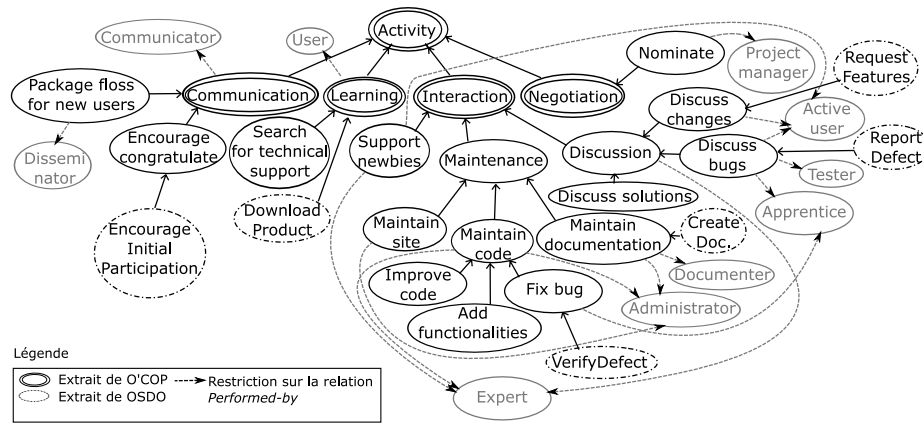 Communicator
User
Activity
Nominate
Project
manager
Request
Features
Package floss
for new users
Communication
Learning
Interaction
Negotiation
Discuss
changes
Active
user
Encourage
congratulate
Search
for technical
support
Support
newbies
Maintenance
Discussion
Discuss
bugs
Report
Defect
Dissemi
nator
Tester
Discuss solutions
Apprentice
Encourage
Initial
Participation
Download
Product
Maintain
site
Maintain
code
Maintain
documentation
Create
Doc.
Documenter
Improve
code
Fix bug
Administrator
Add
functionalities
VerifyDefect
Expert
Légende
Extrait de O'COP
Restriction sur la relation
Extrait de OSDO
Performed-by